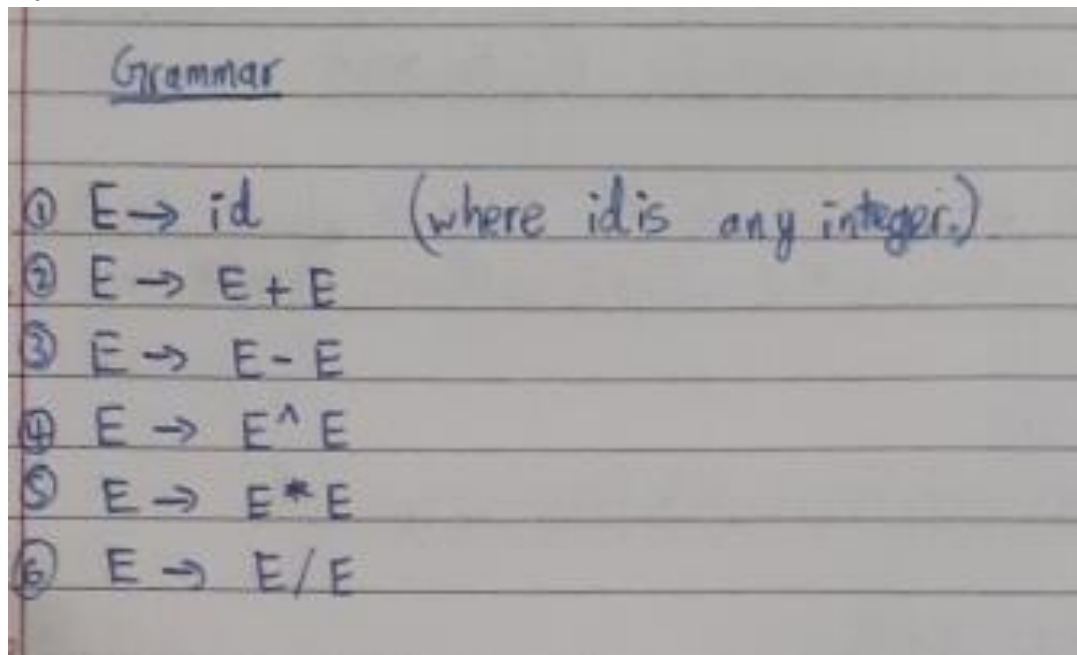 Grammar
① E → id (where id is any integer.)
② E → E + E
③ E → E - E
④ E → E ^ E
⑤ E → E * E
⑥ E → E / E